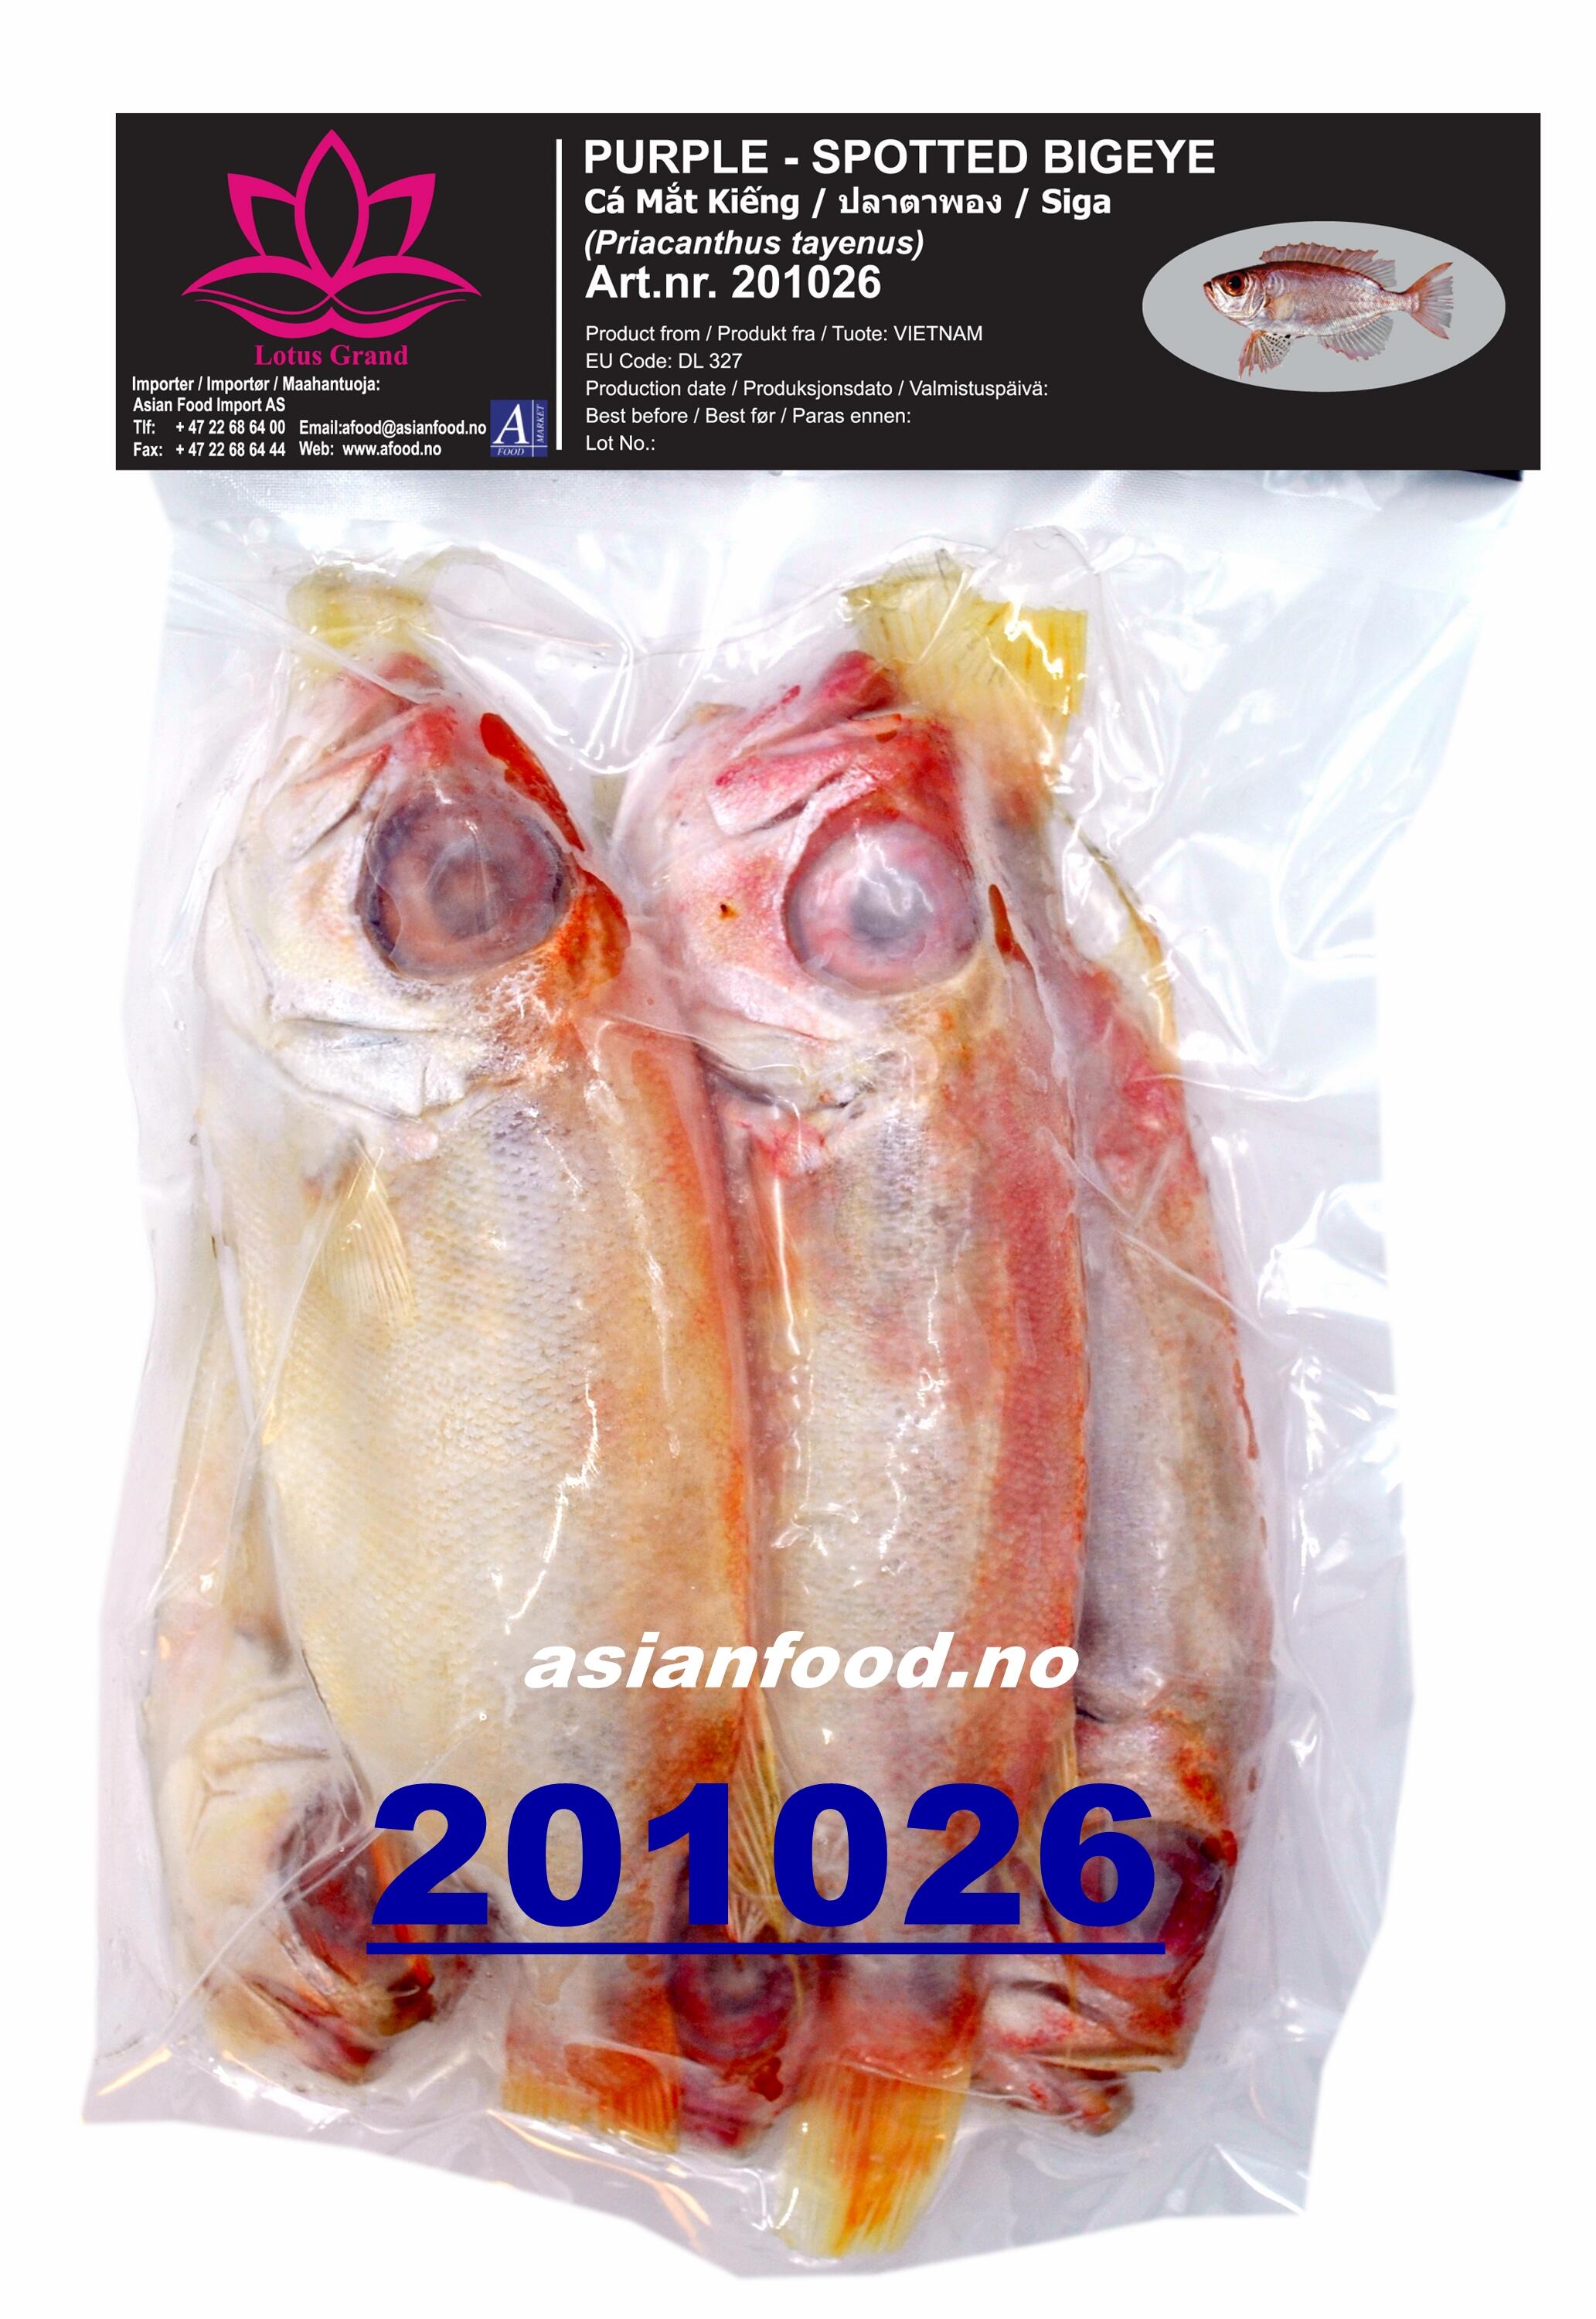 PURPLE - SPOTTED BIGEYE
Cá Mắt Kiếng / ปลาตาพอง / Siga
(Priacanthus tayenus)
Art.nr. 201026
Product from / Produkt fra / Tuote: VIETNAM
EU Code: DL 327
Production date / Produksjonsdato / Valmistuspäivä:
Best before / Best før / Paras ennen:
Lot No.:
Lotus Grand
Importer / Importør / Maahantuoja:
Asian Food Import AS
Tlf: + 47 22 68 64 00 Email:afood@asianfood.no
Fax: + 47 22 68 64 44 Web: www.afood.no
A
FOOD
MARKET
asianfood.no
201026